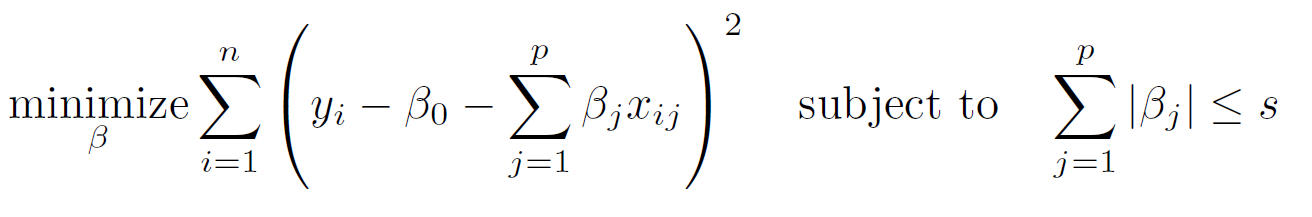 minimize_β ∑_{i=1}^{n} (y_i − β_0 − ∑_{j=1}^{p} β_j x_{ij})^2 subject to ∑_{j=1}^{p} |β_j| ≤ s